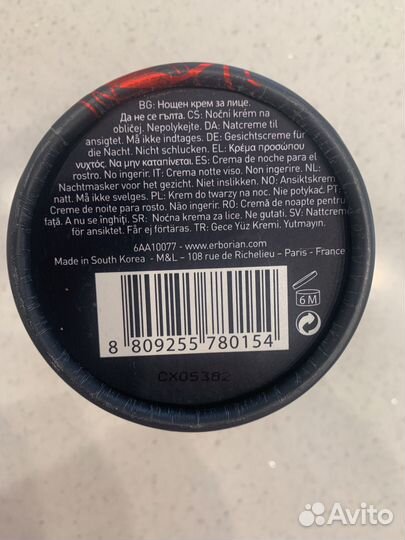 BG: Нощен крем за лице.
Да не се гълта. CS: Noční krém na
obličej. Nepolykejte. DA: Natcreme til
ansigtet. Må ikke indtages. DE: Gesichtscreme für
die Nacht. Nicht schlucken. EL: Κρέμα προσώπου
νυχτός. Να μην καταπίνεται. ES: Crema de noche para el
rostro. No ingerir. IT: Crema notte viso. Non ingerire. NL:
Nachtmasker voor het gezicht. Niet inslikken. NO: Ansiktskrem
natt. Må ikke svelges. PL: Krem do twarzy na noc. Nie połykać. PT:
Creme de noite para rosto. Não ingerir. RO: Cremă de noapte pentru
față. A nu se înghiți. SR: Noćna krema za lice. Ne gutati. SV: Nattcreme
för ansiktet. Får ej förtäras. TR: Gece Yüz Kremi. Yutmayın.
6AA10077 - www.erborian.com
Made in South Korea - M&L - 108 rue de Richelieu - Paris - France
6M
8 809255 780154
CX05382
Avito